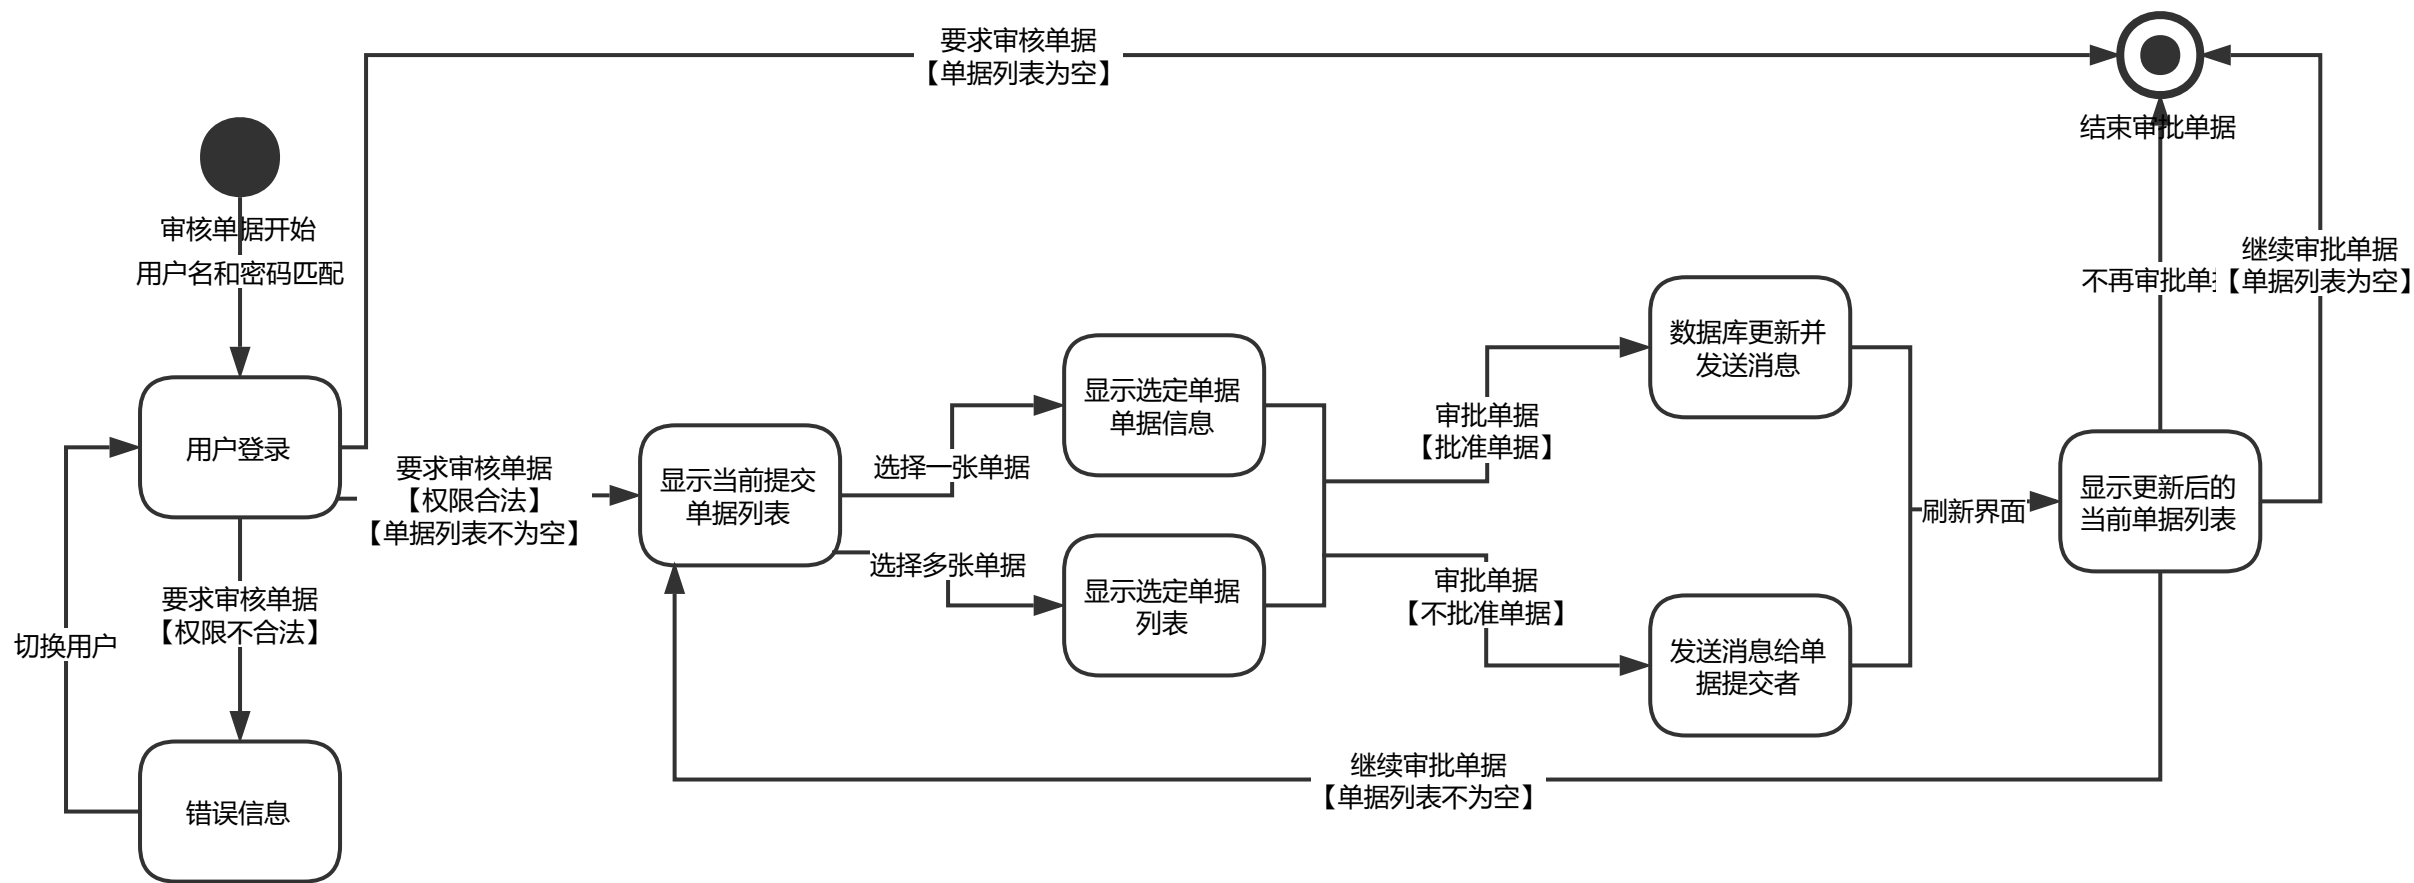 要求审核单据
【单据列表为空】
审核单据开始
用户名和密码匹配
用户登录
要求审核单据
【权限合法】
【单据列表不为空】
要求审核单据
【权限不合法】
切换用户
错误信息
显示当前提交
单据列表
选择一张单据
选择多张单据
显示选定单据
单据信息
显示选定单据
列表
审批单据
【批准单据】
审批单据
【不批准单据】
数据库更新并
发送消息
发送消息给单
据提交者
刷新界面
显示更新后的
当前单据列表
结束审批单据
不再审批单
继续审批单据
【单据列表为空】
继续审批单据
【单据列表不为空】